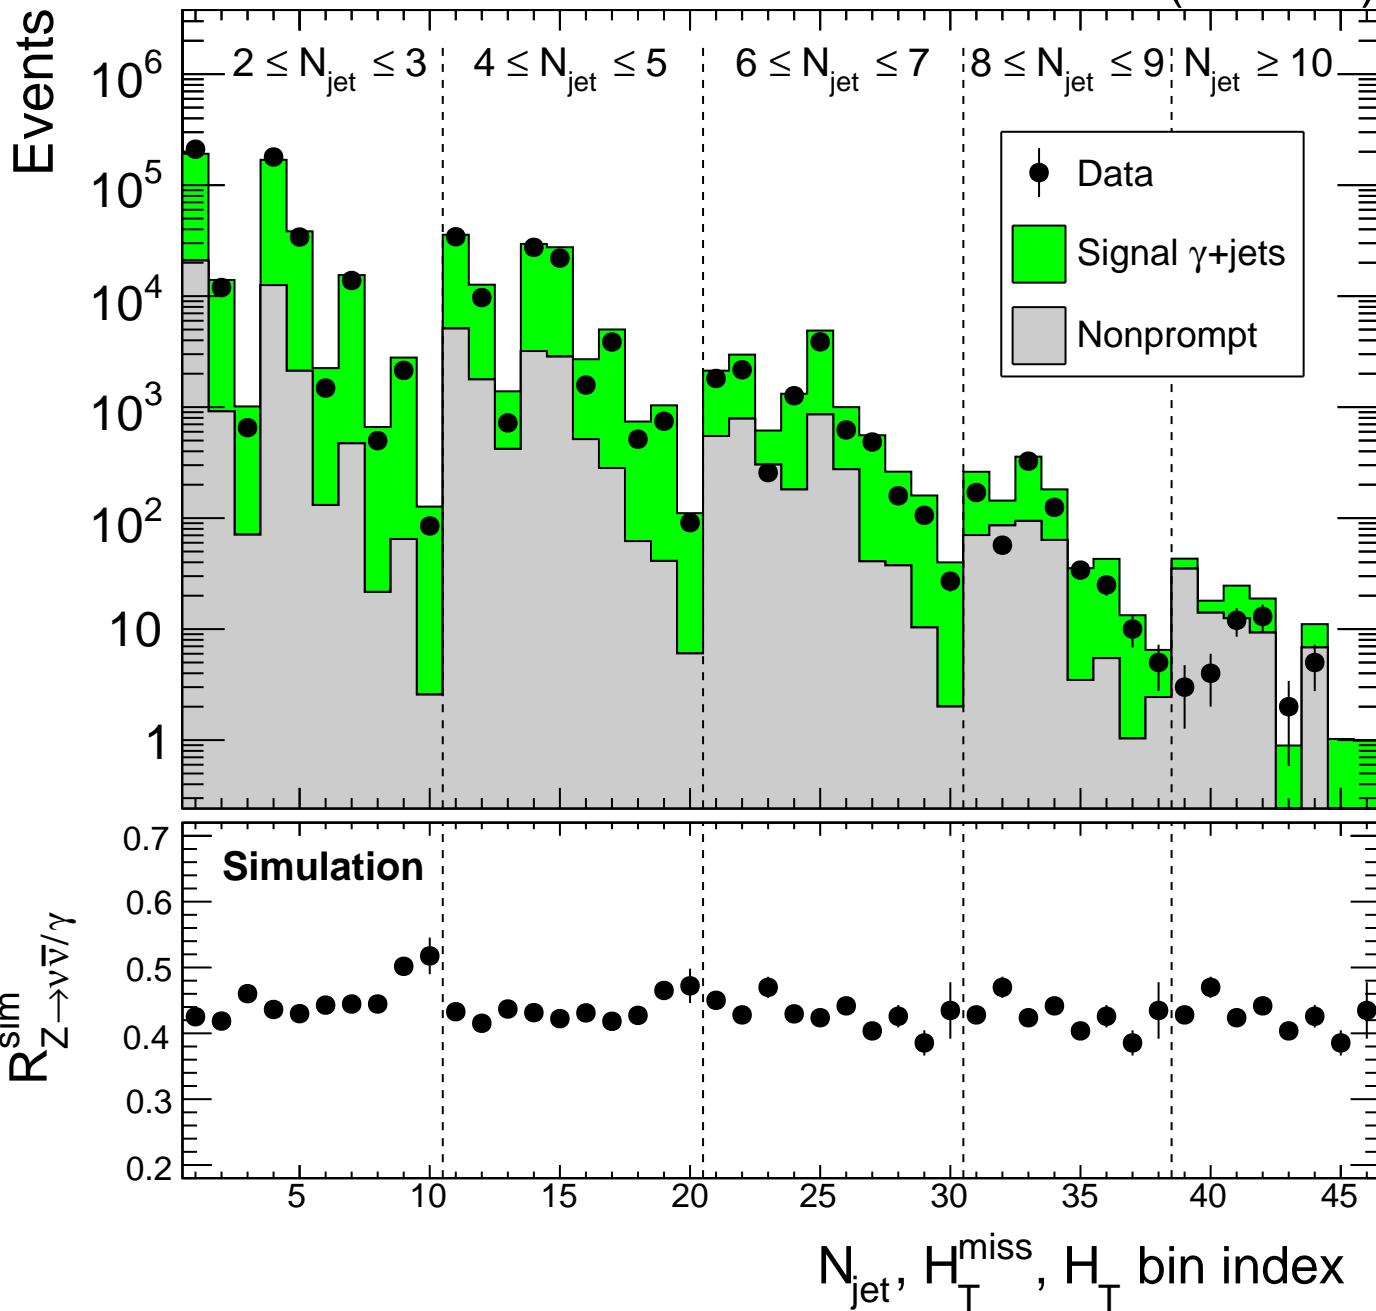 Events
10^6
10^5
10^4
10^3
10^2
10
1
2 ≤ N_jet ≤ 3
4 ≤ N_jet ≤ 5
6 ≤ N_jet ≤ 7
8 ≤ N_jet ≤ 9
N_jet ≥ 10
Data
Signal γ+jets
Nonprompt
Simulation
R^sim_Z→νν̅/γ
0.7
0.6
0.5
0.4
0.3
0.2
5 10 15 20 25 30 35 40 45
N_jet, H_T^miss, H_T bin index